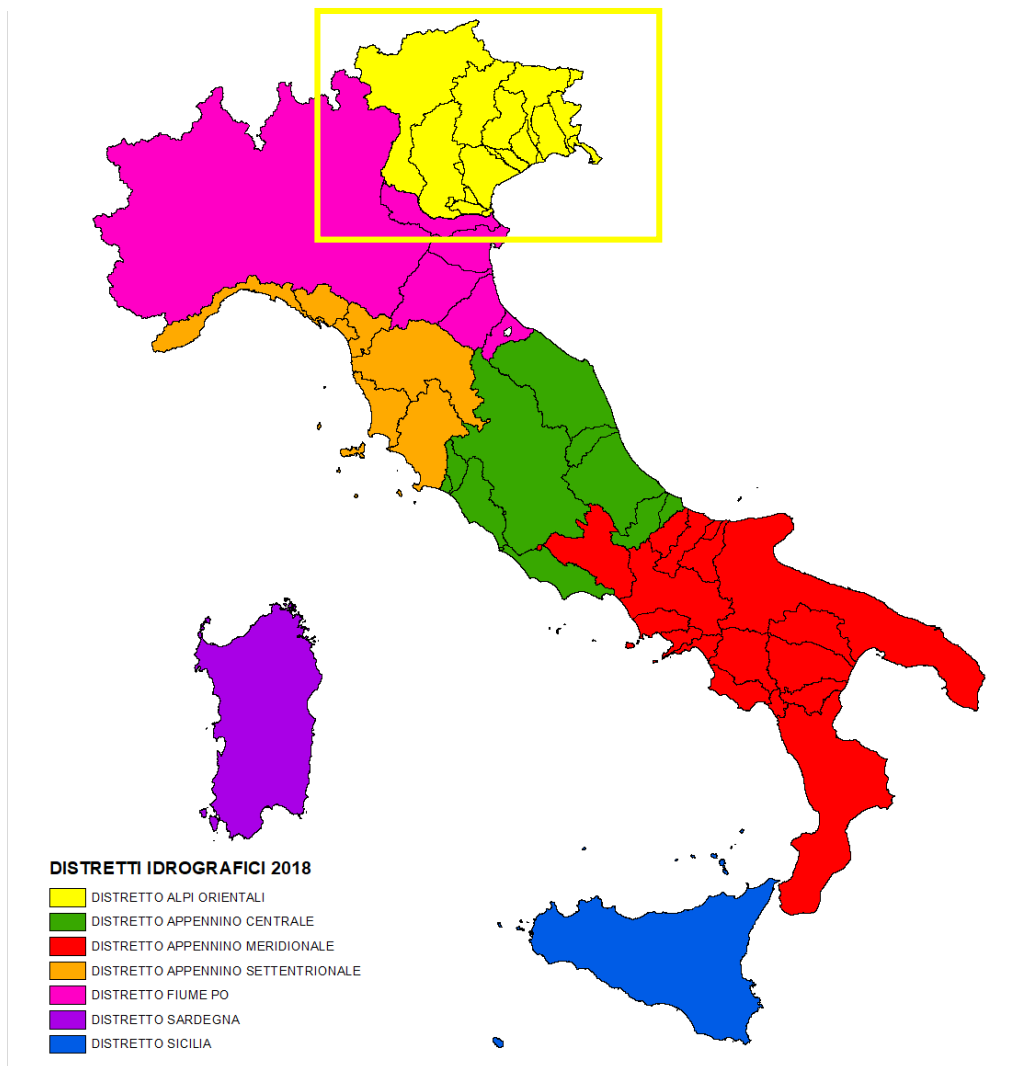 DISTRETTI IDROGRAFICI 2018
DISTRETTO ALPI ORIENTALI
DISTRETTO APPENNINO CENTRALE
DISTRETTO APPENNINO MERIDIONALE
DISTRETTO APPENNINO SETTENTRIONALE
DISTRETTO FIUME PO
DISTRETTO SARDEGNA
DISTRETTO SICILIA